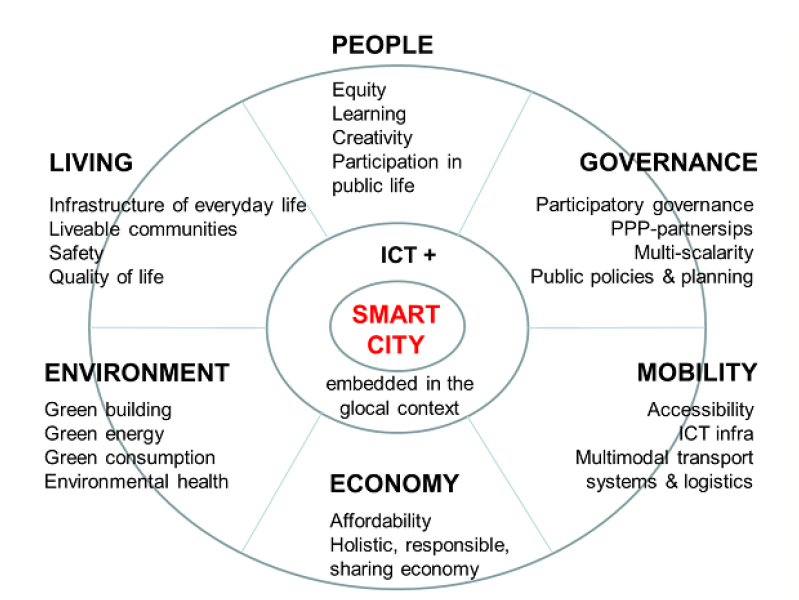 PEOPLE
Equity
Learning
Creativity
Participation in
public life
LIVING
Infrastructure of everyday life
Liveable communities
Safety
Quality of life
GOVERNANCE
Participatory governance
PPP-partnersips
Multi-scalarity
Public policies & planning
ICT +
SMART
CITY
embedded in the
glocal context
ENVIRONMENT
Green building
Green energy
Green consumption
Environmental health
MOBILITY
Accessibility
ICT infra
Multimodal transport
systems & logistics
ECONOMY
Affordability
Holistic, responsible,
sharing economy